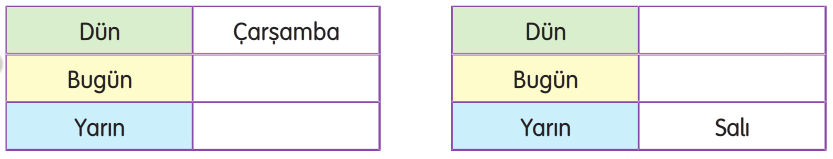 Dün Çarşamba
Bugün
Yarın
Dün
Bugün
Yarın Salı